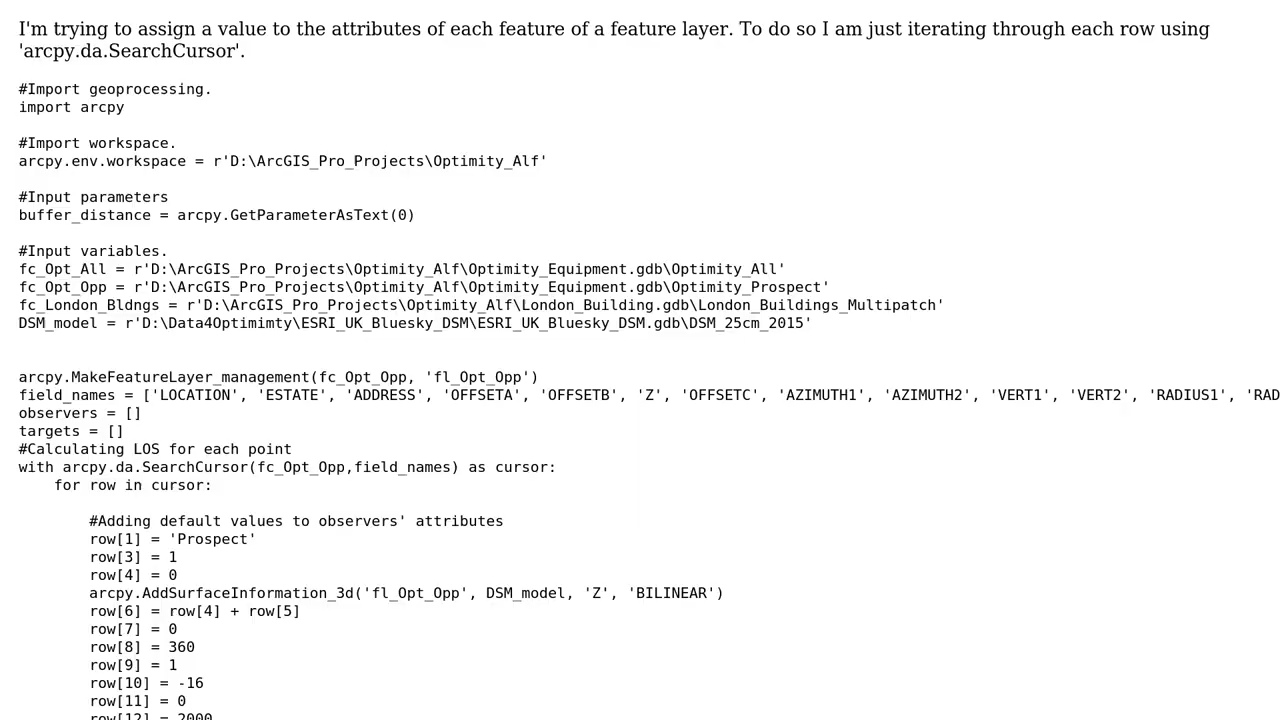 I'm trying to assign a value to the attributes of each feature of a feature layer. To do so I am just iterating through each row using
'arcpy.da.SearchCursor'.
#Import geoprocessing.
import arcpy
#Import workspace.
arcpy.env.workspace = r'D:\ArcGIS_Pro_Projects\Optimity_Alf'
#Input parameters
buffer_distance = arcpy.GetParameterAsText(0)
#Input variables.
fc_Opt_All = r'D:\ArcGIS_Pro_Projects\Optimity_Alf\Optimity_Equipment.gdb\Optimity_All'
fc_Opt_Opp = r'D:\ArcGIS_Pro_Projects\Optimity_Alf\Optimity_Equipment.gdb\Optimity_Prospect'
fc_London_Bldngs = r'D:\ArcGIS_Pro_Projects\Optimity_Alf\London_Building.gdb\London_Buildings_Multipatch'
DSM_model = r'D:\Data4Optimimty\ESRI_UK_Bluesky_DSM\ESRI_UK_Bluesky_DSM.gdb\DSM_25cm_2015'
arcpy.MakeFeatureLayer_management(fc_Opt_Opp, 'fl_Opt_Opp')
field_names = ['LOCATION', 'ESTATE', 'ADDRESS', 'OFFSETA', 'OFFSETB', 'Z', 'OFFSETC', 'AZIMUTH1', 'AZIMUTH2', 'VERT1', 'VERT2', 'RADIUS1', 'RAD
observers = []
targets = []
#Calculating LOS for each point
with arcpy.da.SearchCursor(fc_Opt_Opp,field_names) as cursor:
    for row in cursor:
        #Adding default values to observers' attributes
        row[1] = 'Prospect'
        row[3] = 1
        row[4] = 0
        arcpy.AddSurfaceInformation_3d('fl_Opt_Opp', DSM_model, 'Z', 'BILINEAR')
        row[6] = row[4] + row[5]
        row[7] = 0
        row[8] = 360
        row[9] = 1
        row[10] = -16
        row[11] = 0
        row[12] = 2000